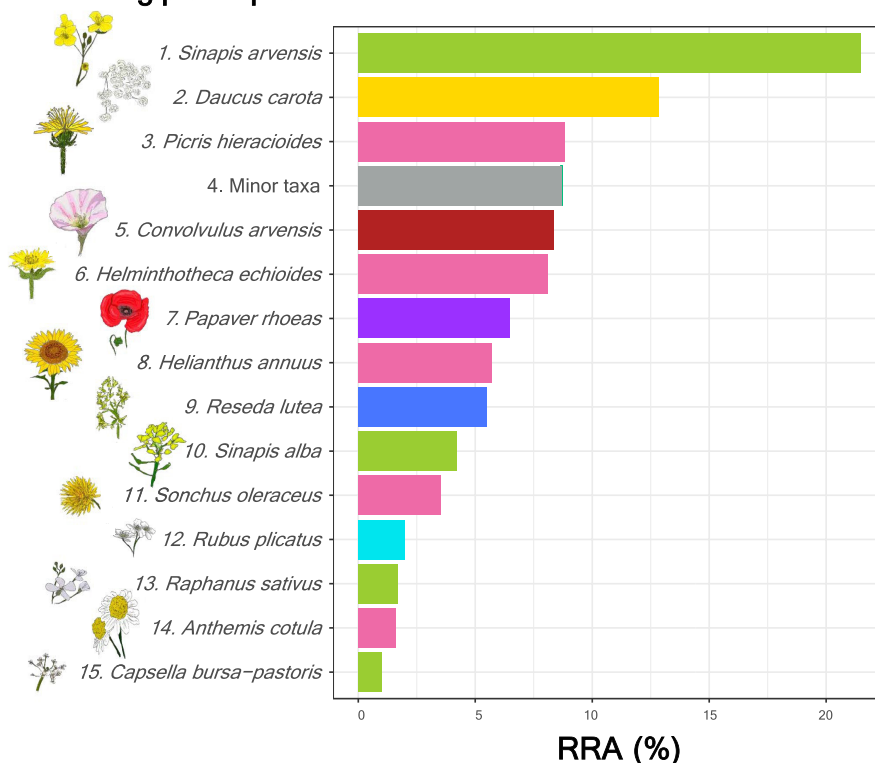 1. Sinapis arvensis
2. Daucus carota
3. Picris hieracioides
4. Minor taxa
5. Convolvulus arvensis
6. Helminthotheca echioides
7. Papaver rhoeas
8. Helianthus annuus
9. Reseda lutea
10. Sinapis alba
11. Sonchus oleraceus
12. Rubus plicatus
13. Raphanus sativus
14. Anthemis cotula
15. Capsella bursa−pastoris
0 5 10 15 20
RRA (%)